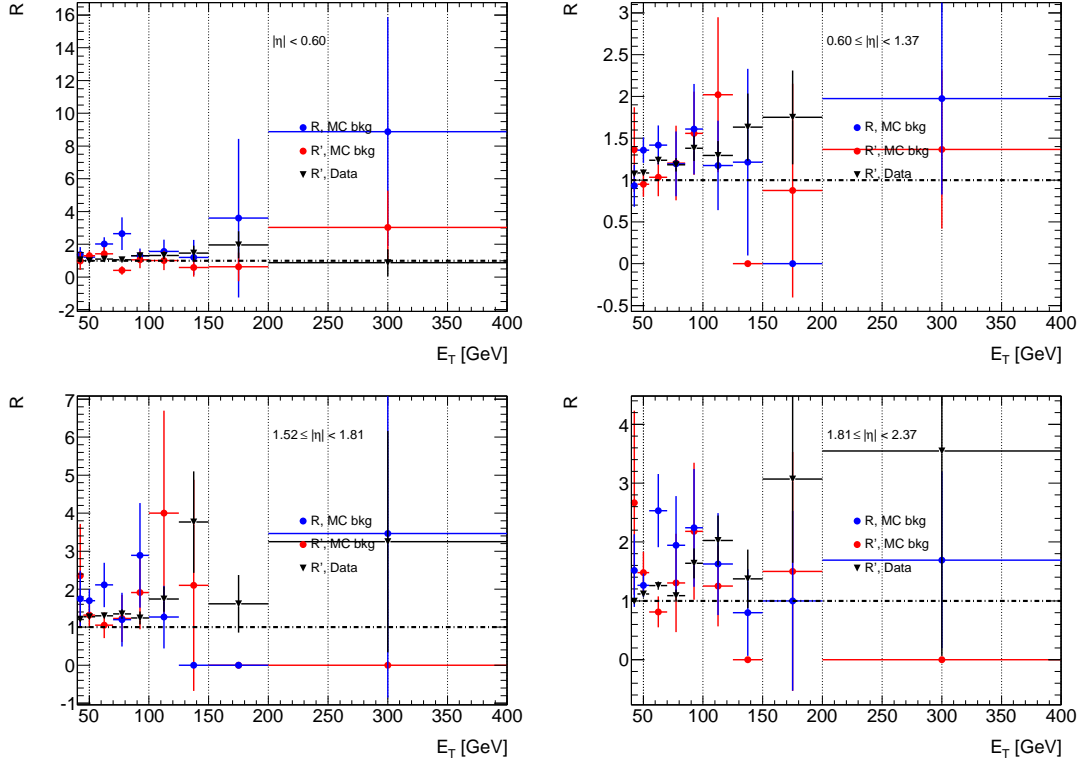 R
16
14
12
10
8
6
4
2
0
-2
|η| < 0.60
R, MC bkg
R', MC bkg
R', Data
50 100 150 200 250 300 350 400
E_T [GeV]
R
3
2.5
2
1.5
1
0.5
0
-0.5
0.60 ≤ |η| < 1.37
R, MC bkg
R', MC bkg
R', Data
50 100 150 200 250 300 350 400
E_T [GeV]
R
7
6
5
4
3
2
1
0
-1
1.52 ≤ |η| < 1.81
R, MC bkg
R', MC bkg
R', Data
50 100 150 200 250 300 350 400
E_T [GeV]
R
4
3
2
1
0
1.81 ≤ |η| < 2.37
R, MC bkg
R', MC bkg
R', Data
50 100 150 200 250 300 350 400
E_T [GeV]